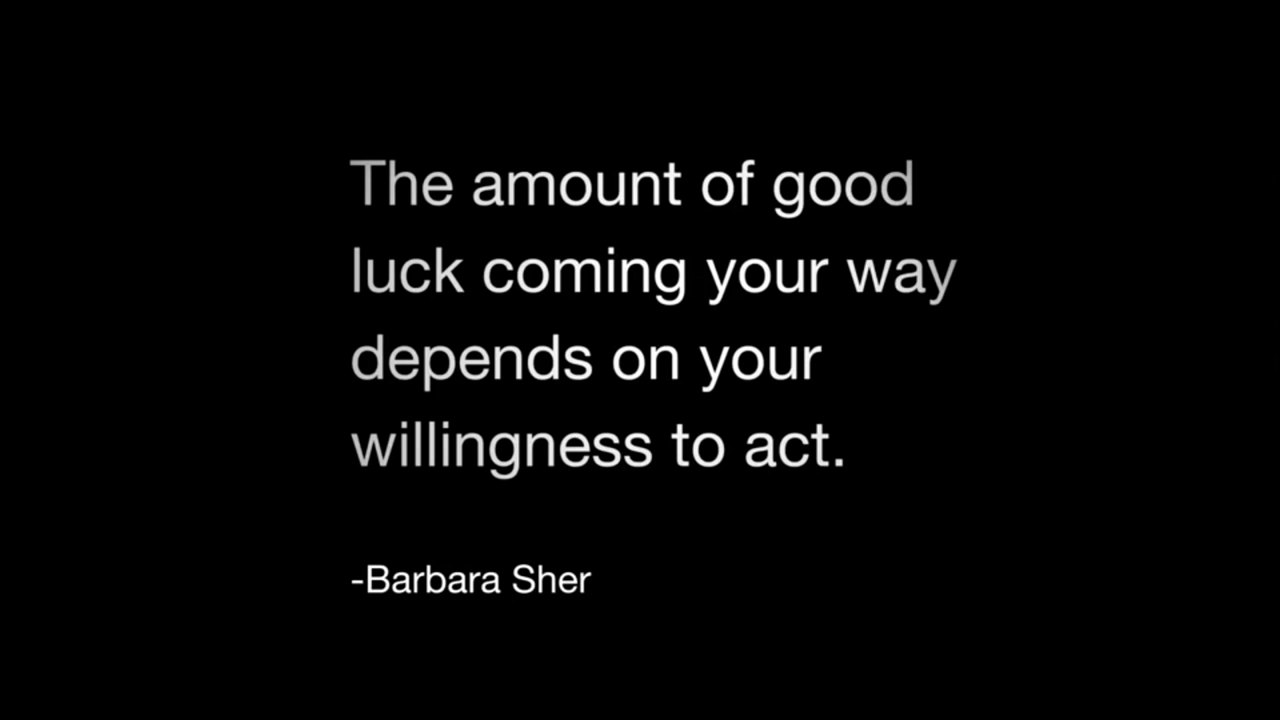 The amount of good
luck coming your way
depends on your
willingness to act.
-Barbara Sher